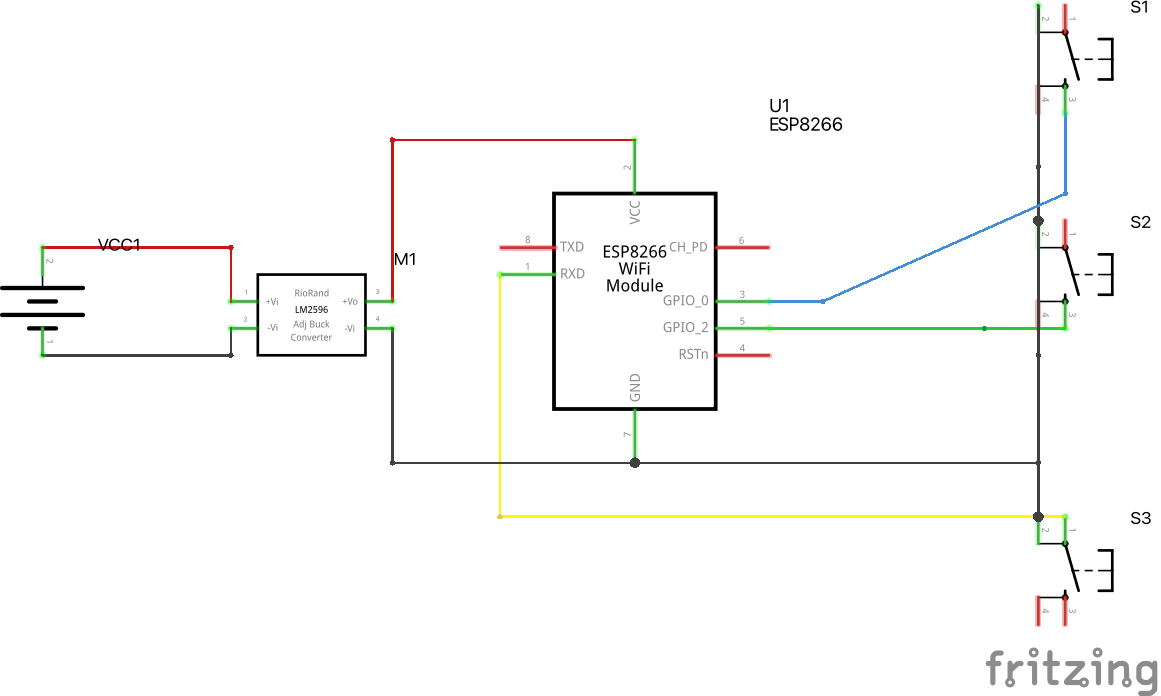 S1
2
1
4
3
U1
ESP8266
2
VCC
8
TXD
1
RXD
ESP8266
WiFi
Module
CH_PD
6
GPIO_0
3
GPIO_2
5
RSTn
4
GND
7
VCC1
2
1
M1
1
+Vi
2
-Vi
RioRand
LM2596
Adj Buck
Converter
+Vo
3
-Vi
4
S2
2
1
4
3
S3
2
1
4
3
fritzing